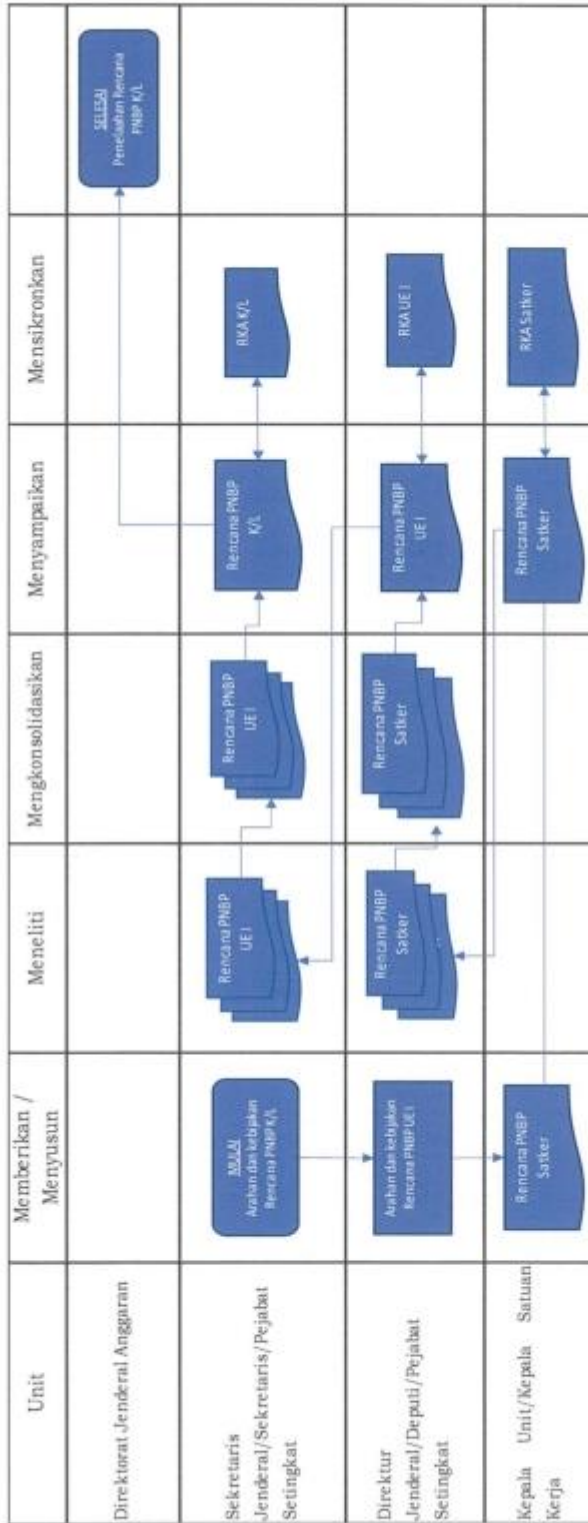 Unit
Memberikan /
Menyusun
Meneliti
Mengkonsolidasikan
Menyampaikan
Mensikronkan
Direktorat Jenderal Anggaran
SELESAI
Penelaahan Rencana
PNBP K/L
Sekretaris
Jenderal/Sekretaris/Pejabat
Setingkat
MULAI
Arahan dan kebijakan
Rencana PNBP K/L
Rencana PNBP
UE I
Rencana PNBP
UE I
Rencana PNBP
K/L
RKA K/L
Direktur
Jenderal/Deputi/Pejabat
Setingkat
Arahan dan kebijakan
Rencana PNBP UE I
Rencana PNBP
Satker
Rencana PNBP
Satker
Rencana PNBP
UE I
RKA UE I
Kepala Unit/Kepala Satuan
Kerja
Rencana PNBP
Satker
Rencana PNBP
Satker
RKA Satker